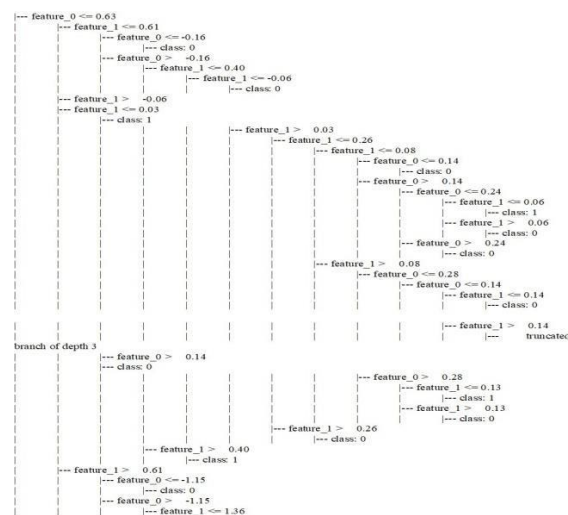 |--- feature_0 <= 0.63
| |--- feature_1 <= 0.61
| | |--- feature_0 <= -0.16
| | | |--- class: 0
| | |--- feature_0 > -0.16
| | | |--- feature_1 <= 0.40
| | | | |--- feature_1 <= -0.06
| | | | | |--- class: 0
| |--- feature_1 > -0.06
| |--- feature_1 <= 0.03
| | |--- class: 1
| | | | | |--- feature_1 > 0.03
| | | | | | |--- feature_1 <= 0.26
| | | | | | | |--- feature_1 <= 0.08
| | | | | | | | |--- feature_0 <= 0.14
| | | | | | | | | |--- class: 0
| | | | | | | | |--- feature_0 > 0.14
| | | | | | | | | |--- feature_0 <= 0.24
| | | | | | | | | | |--- feature_1 <= 0.06
| | | | | | | | | | | |--- class: 1
| | | | | | | | | | |--- feature_1 > 0.06
| | | | | | | | | | | |--- class: 0
| | | | | | | | | |--- feature_0 > 0.24
| | | | | | | | | | |--- class: 0
| | | | | | | |--- feature_1 > 0.08
| | | | | | | | |--- feature_0 <= 0.28
| | | | | | | | | |--- feature_0 <= 0.14
| | | | | | | | | | |--- feature_1 <= 0.14
| | | | | | | | | | | |--- class: 0
| | | | | | | | | | |--- feature_1 > 0.14
| | | | | | | | | | | |--- truncated
branch of depth 3
| | |--- feature_0 > 0.14
| | |--- class: 0
| | | | | | | | |--- feature_0 > 0.28
| | | | | | | | | |--- feature_1 <= 0.13
| | | | | | | | | | |--- class: 1
| | | | | | | | | |--- feature_1 > 0.13
| | | | | | | | | | |--- class: 0
| | | | | | |--- feature_1 > 0.26
| | | | | | | |--- class: 0
| | | |--- feature_1 > 0.40
| | | | |--- class: 1
| |--- feature_1 > 0.61
| | |--- feature_0 <= -1.15
| | | |--- class: 0
| | |--- feature_0 > -1.15
| | | |--- feature_1 <= 1.36